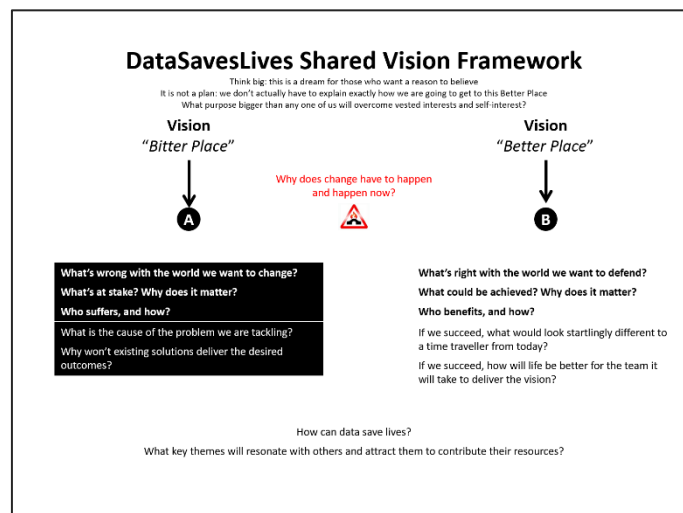 DataSavesLives Shared Vision Framework
Think big: this is a dream for those who want a reason to believe
It is not a plan: we don't actually have to explain exactly how we are going to get to this Better Place
What purpose bigger than any one of us will overcome vested interests and self-interest?
Vision
"Bitter Place"
Vision
"Better Place"
Why does change have to happen
and happen now?
A
B
What's wrong with the world we want to change?
What's at stake? Why does it matter?
Who suffers, and how?
What is the cause of the problem we are tackling?
Why won't existing solutions deliver the desired
outcomes?
What's right with the world we want to defend?
What could be achieved? Why does it matter?
Who benefits, and how?
If we succeed, what would look startlingly different to
a time traveller from today?
If we succeed, how will life be better for the team it
will take to deliver the vision?
How can data save lives?
What key themes will resonate with others and attract them to contribute their resources?